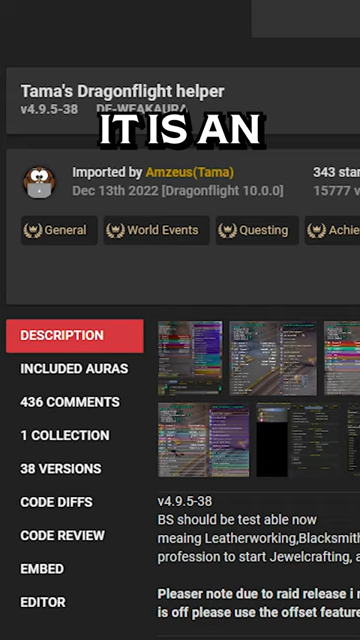 Tama's Dragonflight helper
v4.9.5-38 DF-WEAKAURA
IT IS AN
Imported by Amzeus(Tama)
343 star
Dec 13th 2022 [Dragonflight 10.0.0]
15777 v
General
World Events
Questing
Achie
DESCRIPTION
INCLUDED AURAS
436 COMMENTS
1 COLLECTION
38 VERSIONS
CODE DIFFS
CODE REVIEW
EMBED
EDITOR
v4.9.5-38
BS should be test able now
meaing Leatherworking,Blacksmith
profession to start Jewelcrafting, a
Pleaser note due to raid release i m
is off please use the offset feature